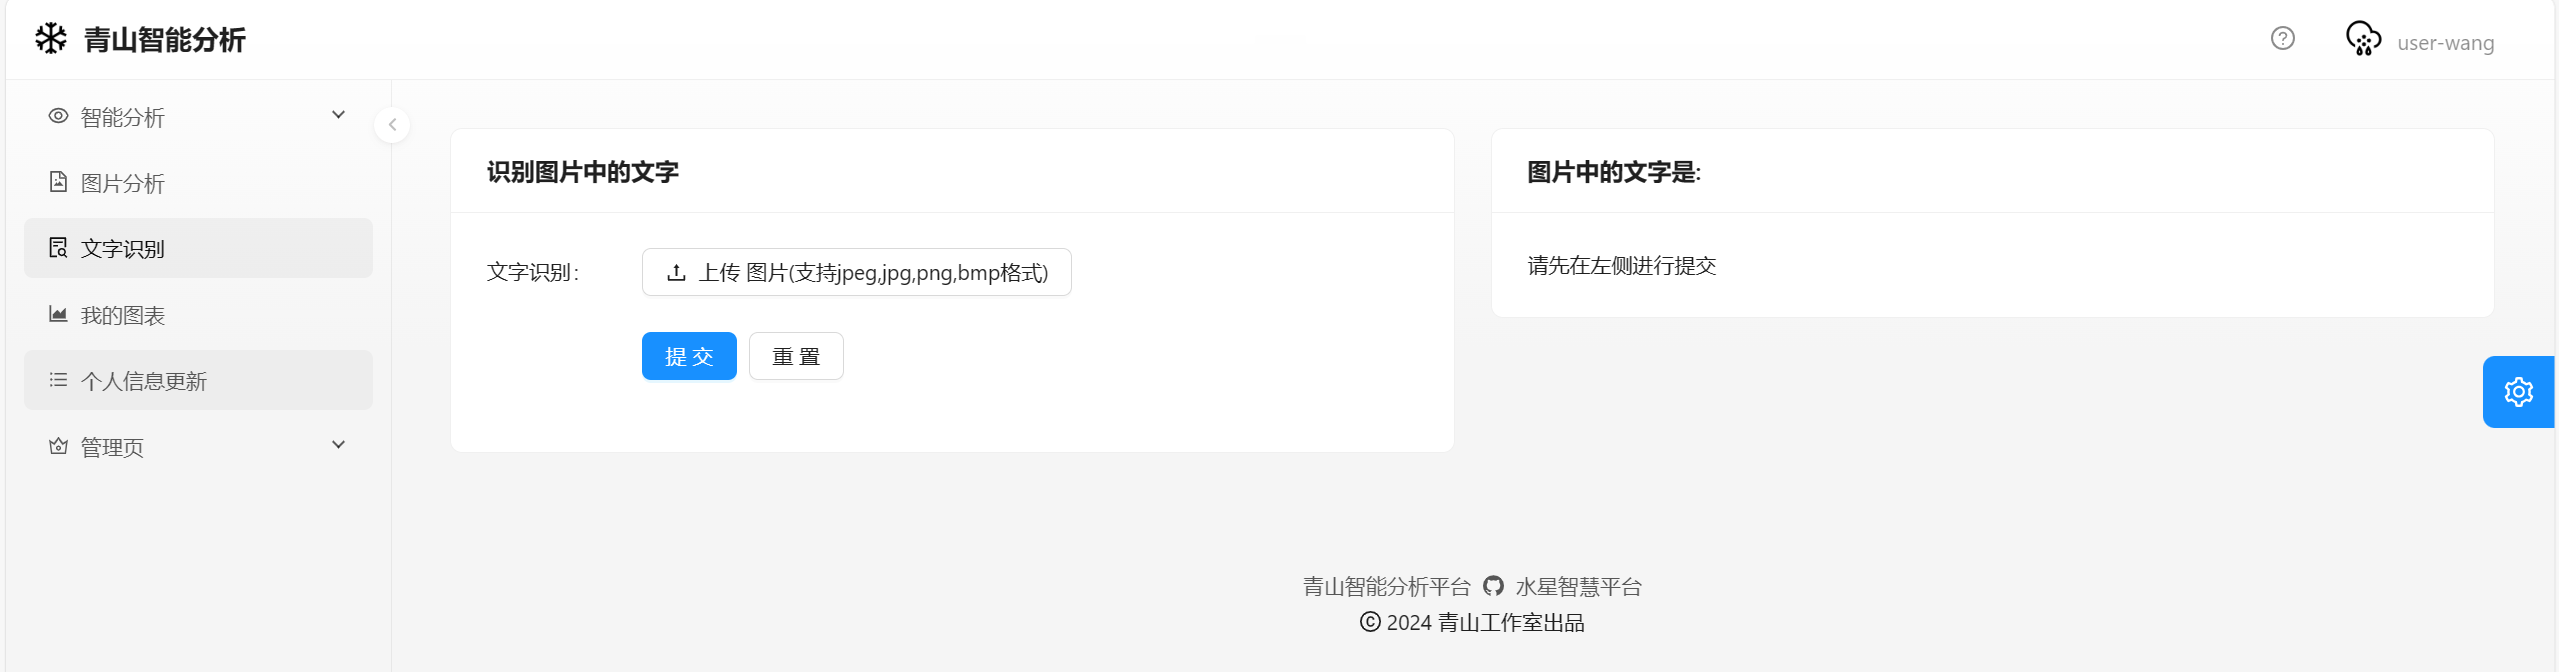 青山智能分析
user-wang
智能分析
图片分析
文字识别
我的图表
个人信息更新
管理页
识别图片中的文字
文字识别:
上传 图片(支持jpeg,jpg,png,bmp格式)
提 交
重 置
图片中的文字是:
请先在左侧进行提交
青山智能分析平台 水星智慧平台
© 2024 青山工作室出品